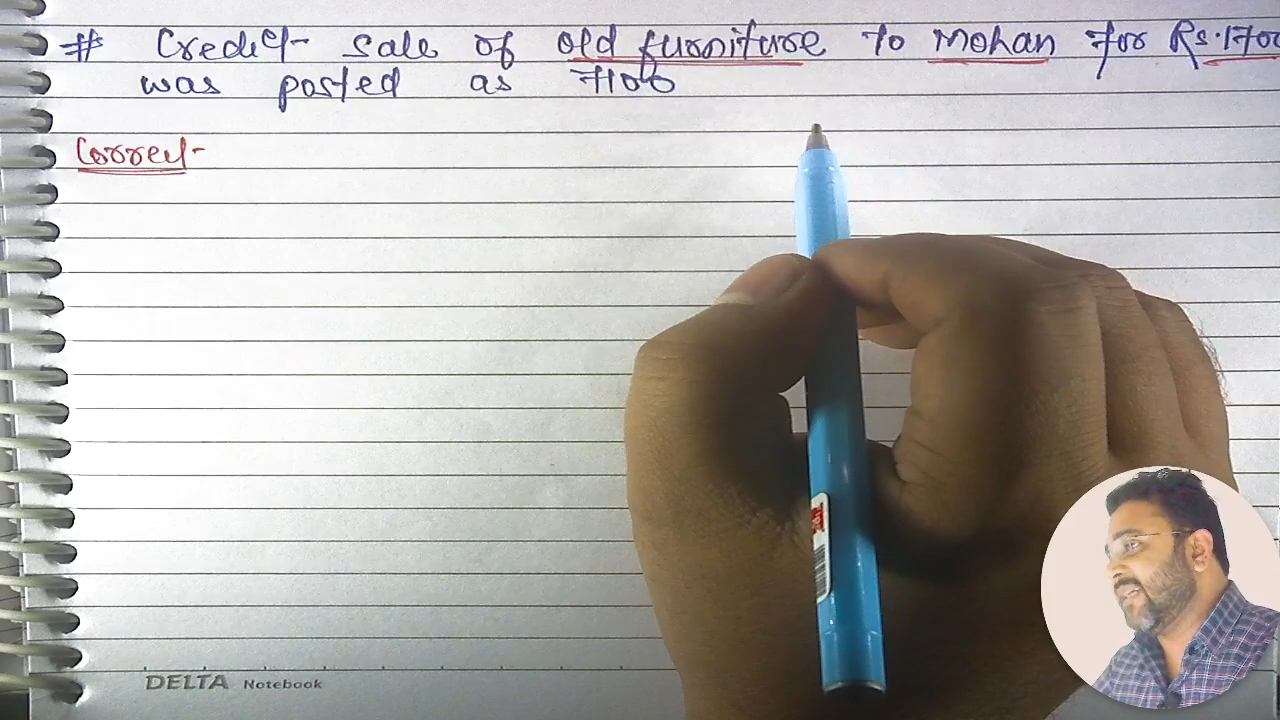 # Credit sale of old furniture to Mohan for Rs. 1700
was posted as 7100
Correct
DELTA Notebook